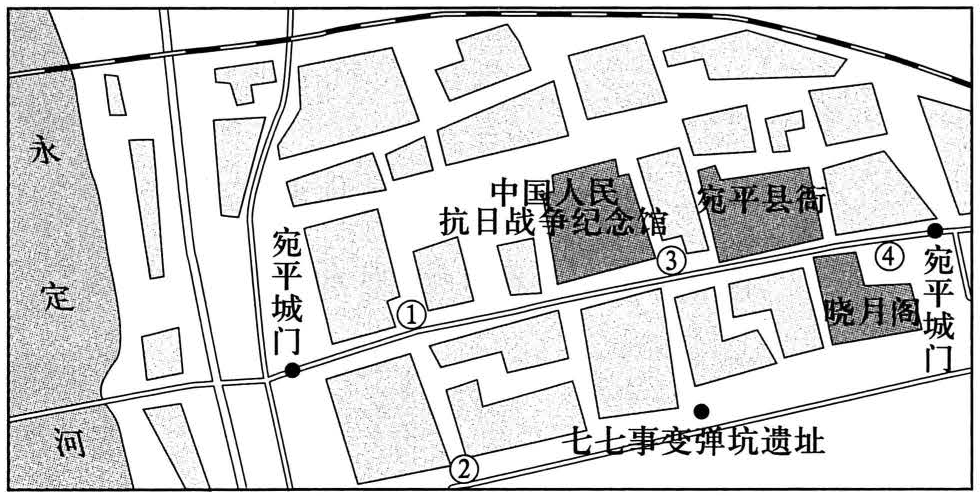 永定河
宛平城门
中国人民
抗日战争纪念馆
宛平县衙
晓月阁
宛平城门
七七事变弹坑遗址
①
②
③
④